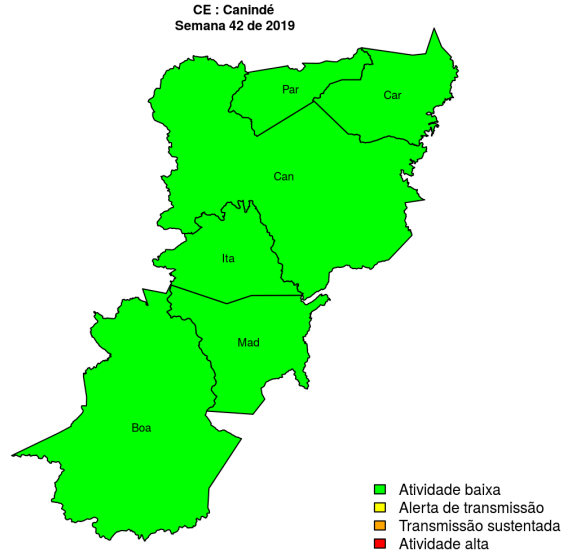 CE : Canindé
Semana 42 de 2019
Par
Car
Can
Ita
Mad
Boa
Atividade baixa
Alerta de transmissão
Transmissão sustentada
Atividade alta